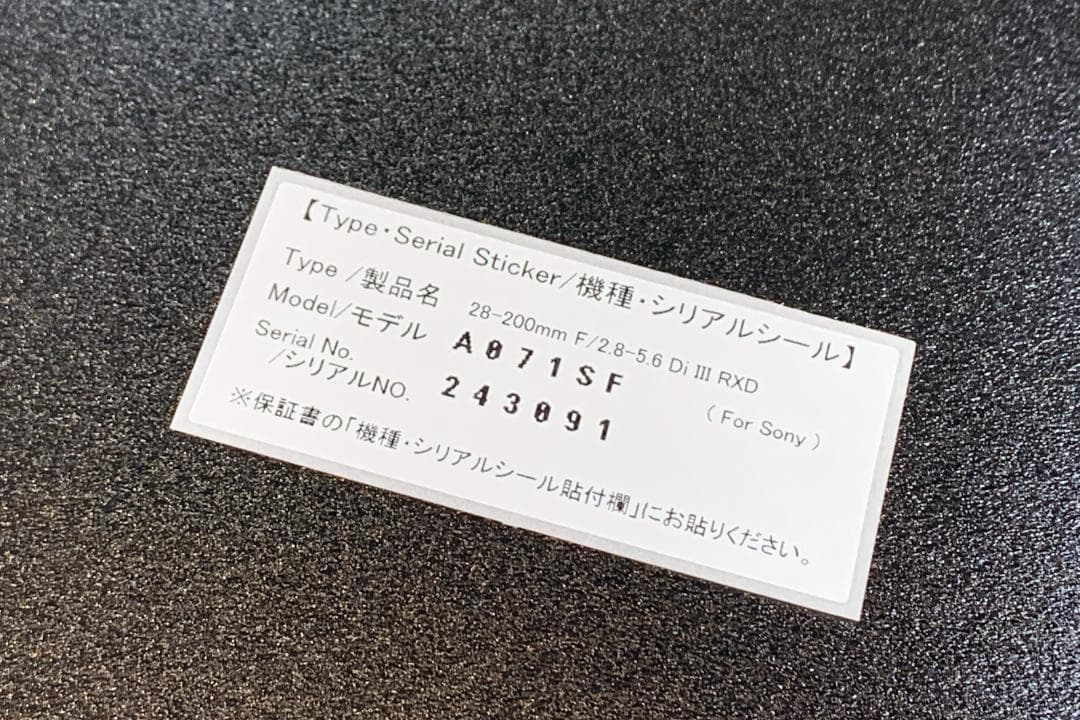 【Type・Serial Sticker/機種・シリアルシール】
Type /製品名 28-200mm F/2.8-5.6 Di III RXD
Model/モデル A071SF ( For Sony )
Serial No.
/シリアルNO. 243091
※保証書の「機種・シリアルシール貼付欄」にお貼りください。